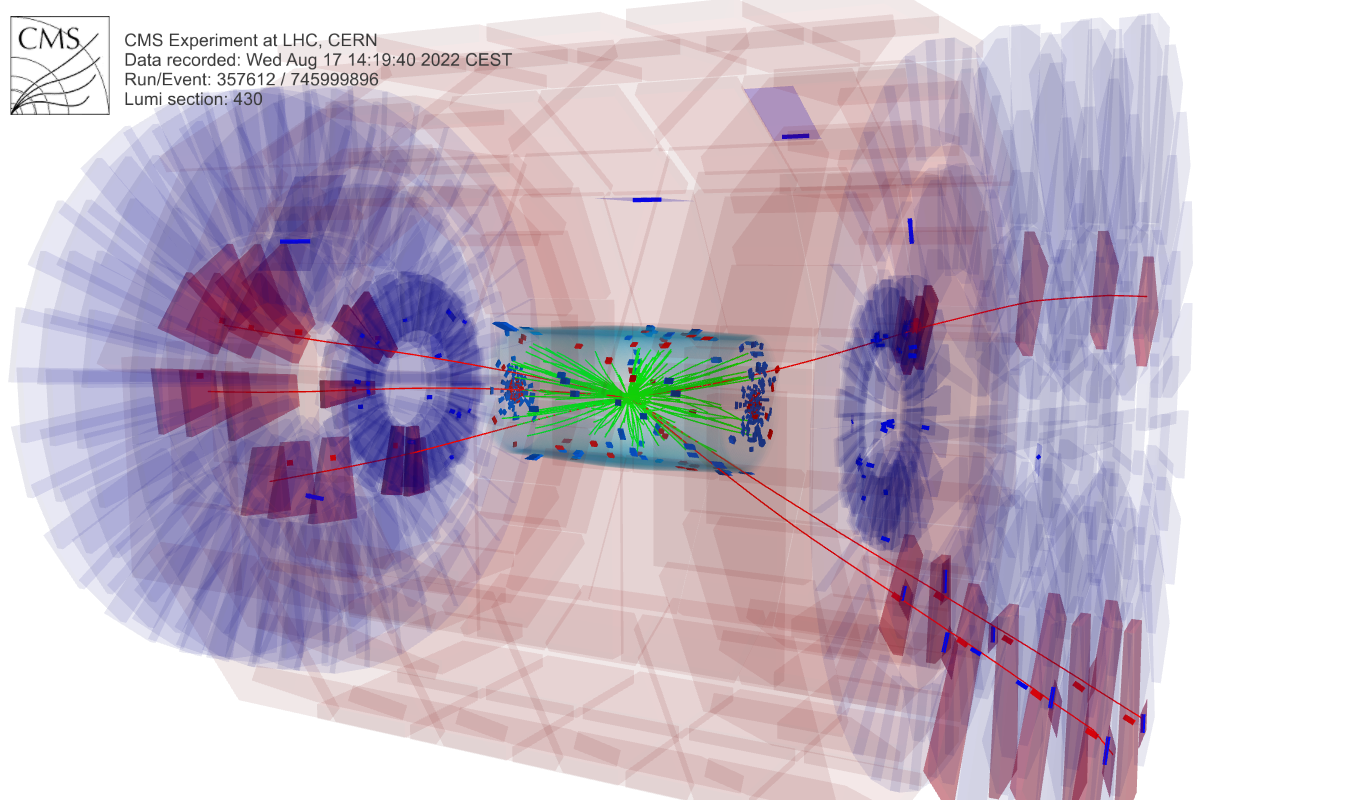 CMS
CMS Experiment at LHC, CERN
Data recorded: Wed Aug 17 14:19:40 2022 CEST
Run/Event: 357612 / 745999896
Lumi section: 430